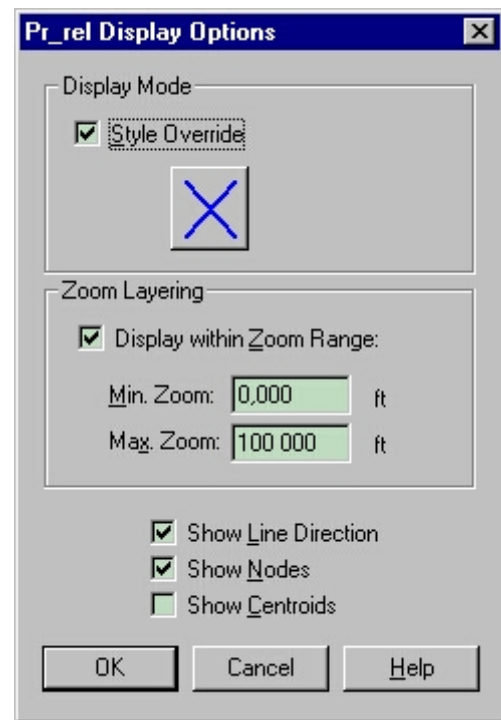 Pr_rel Display Options
Display Mode
Style Override
Zoom Layering
Display within Zoom Range:
Min. Zoom: 0,000 ft
Max. Zoom: 100 000 ft
Show Line Direction
Show Nodes
Show Centroids
OK Cancel Help